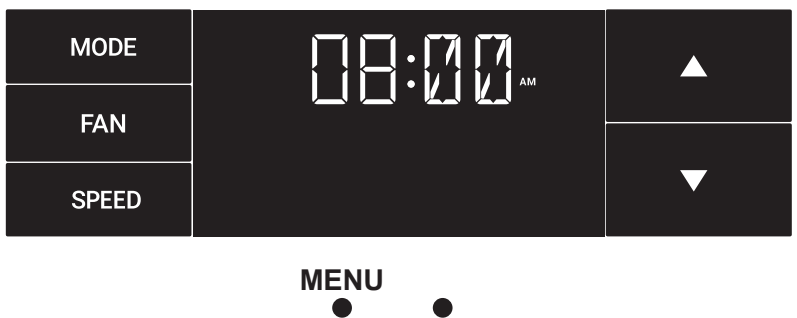 MODE
FAN
SPEED
08:00 AM
▲
▼
MENU